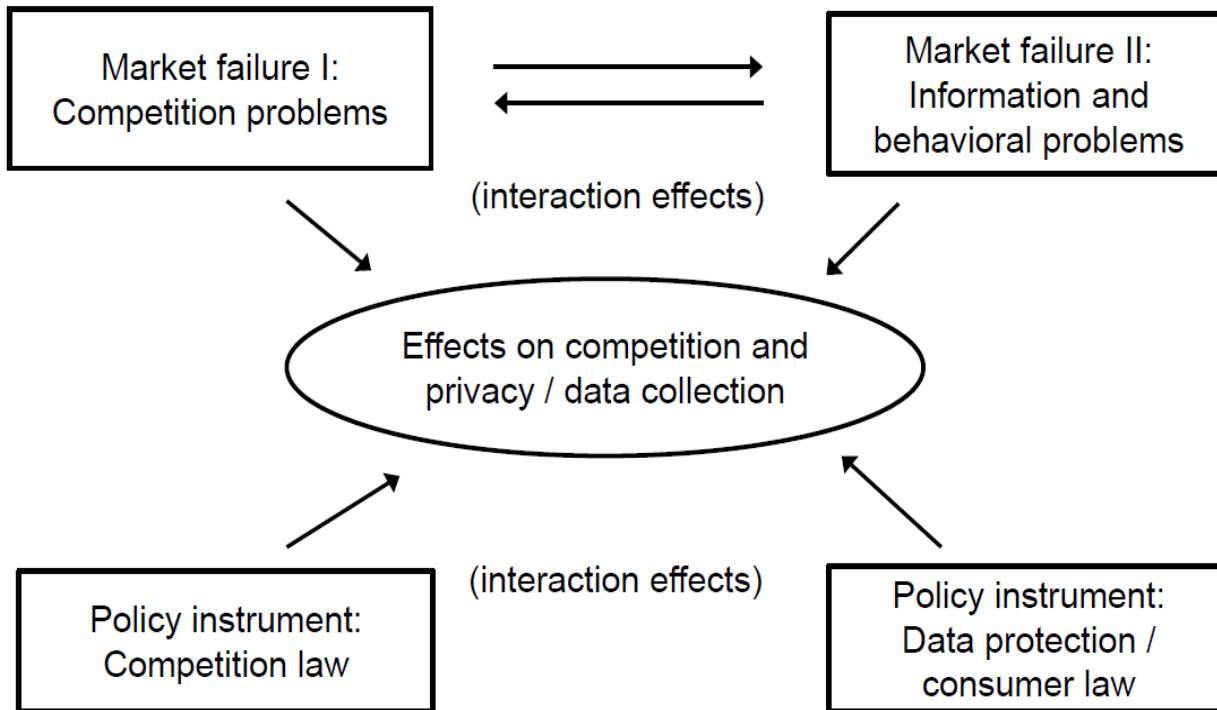 Market failure I:
Competition problems
Market failure II:
Information and
behavioral problems
(interaction effects)
Effects on competition and
privacy / data collection
(interaction effects)
Policy instrument:
Competition law
Policy instrument:
Data protection /
consumer law